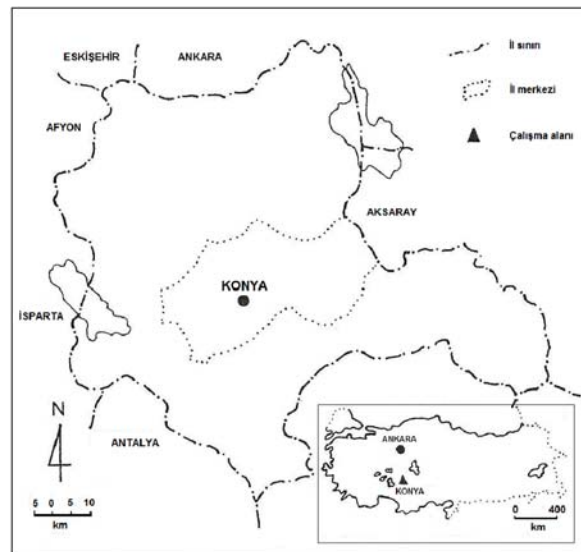 ESKİŞEHİR
ANKARA
İl sınırı
İl merkezi
AFYON
Çalışma alanı
AKSARAY
KONYA
İSPARTA
N
ANTALYA
ANKARA
KONYA
5 0 10
km
0 400
km